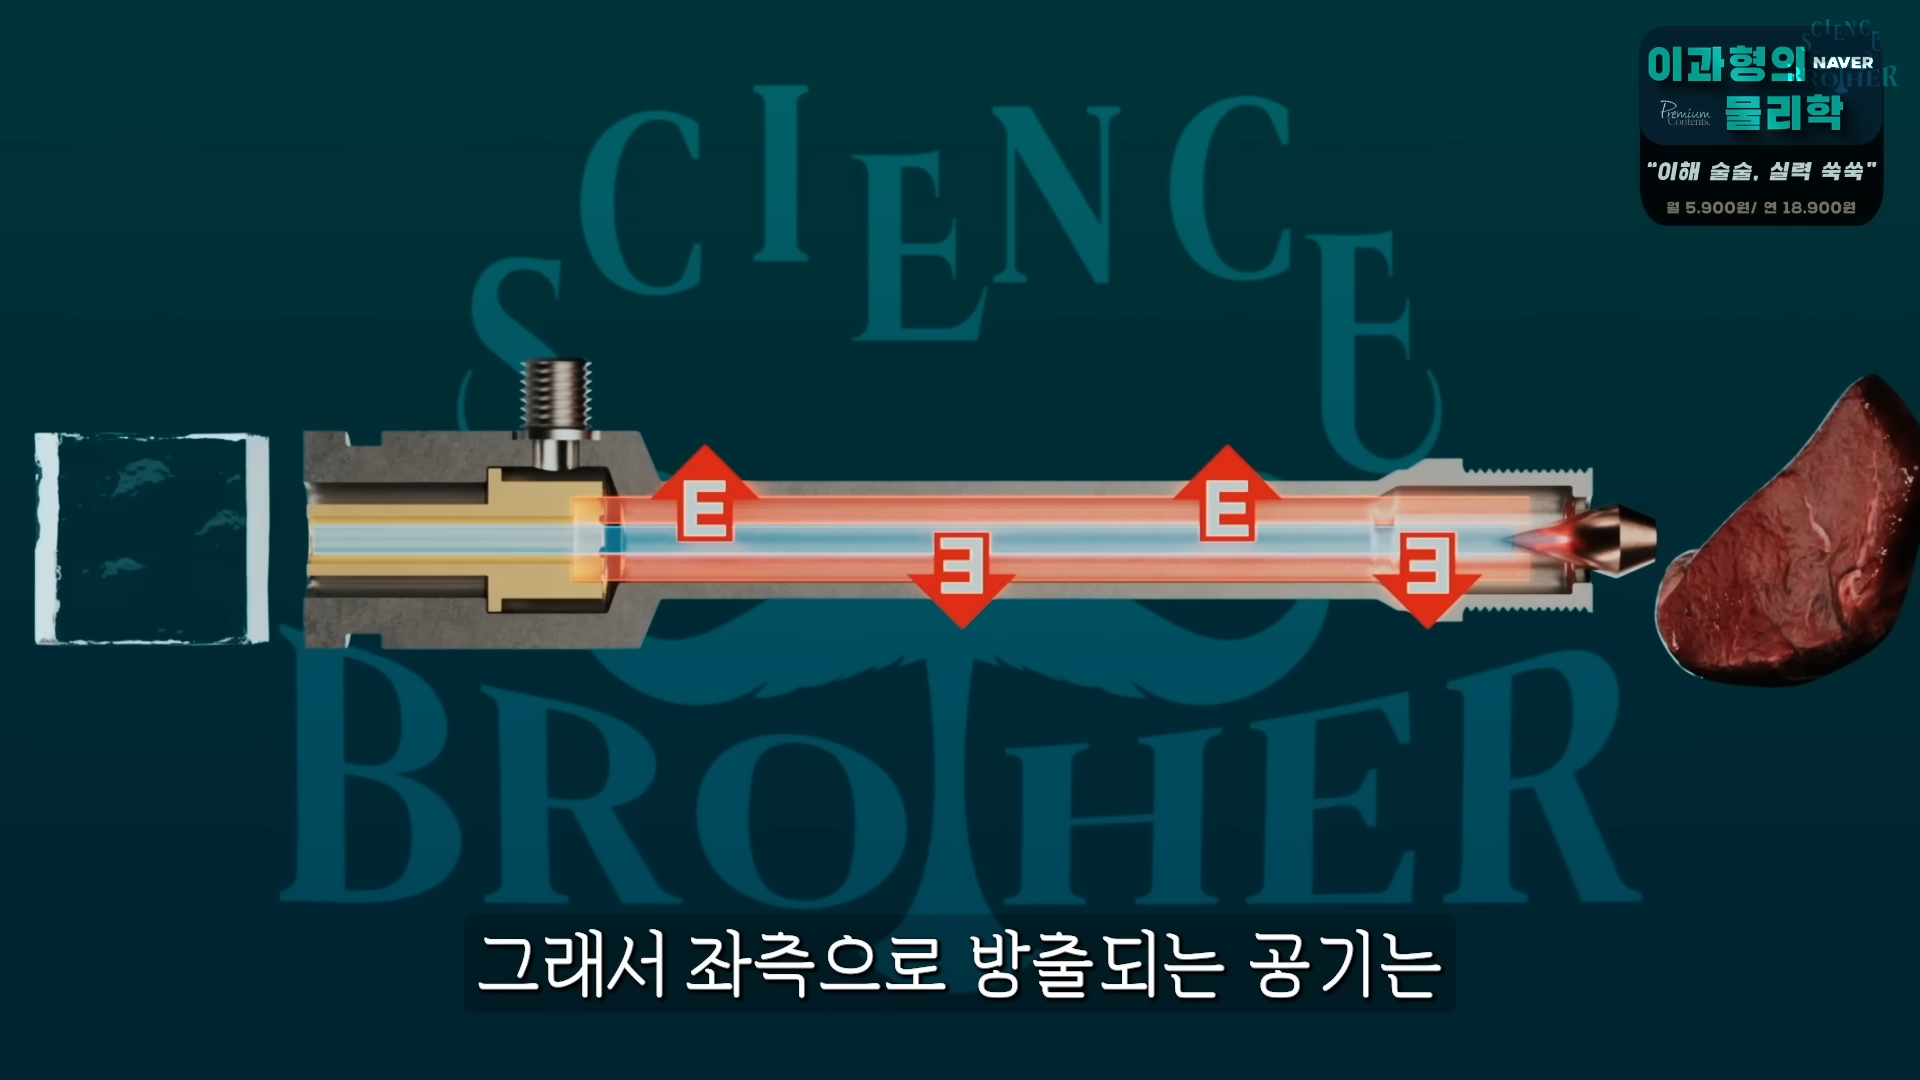 SCIENCE
BROTHER
SCIENCE
BROTHER
이과형의 NAVER
Premium
Contents.
물리학
“이해 술술, 실력 쑥쑥”
월 5.900원/ 연 18.900원
E
E
E
E
그래서 좌측으로 방출되는 공기는